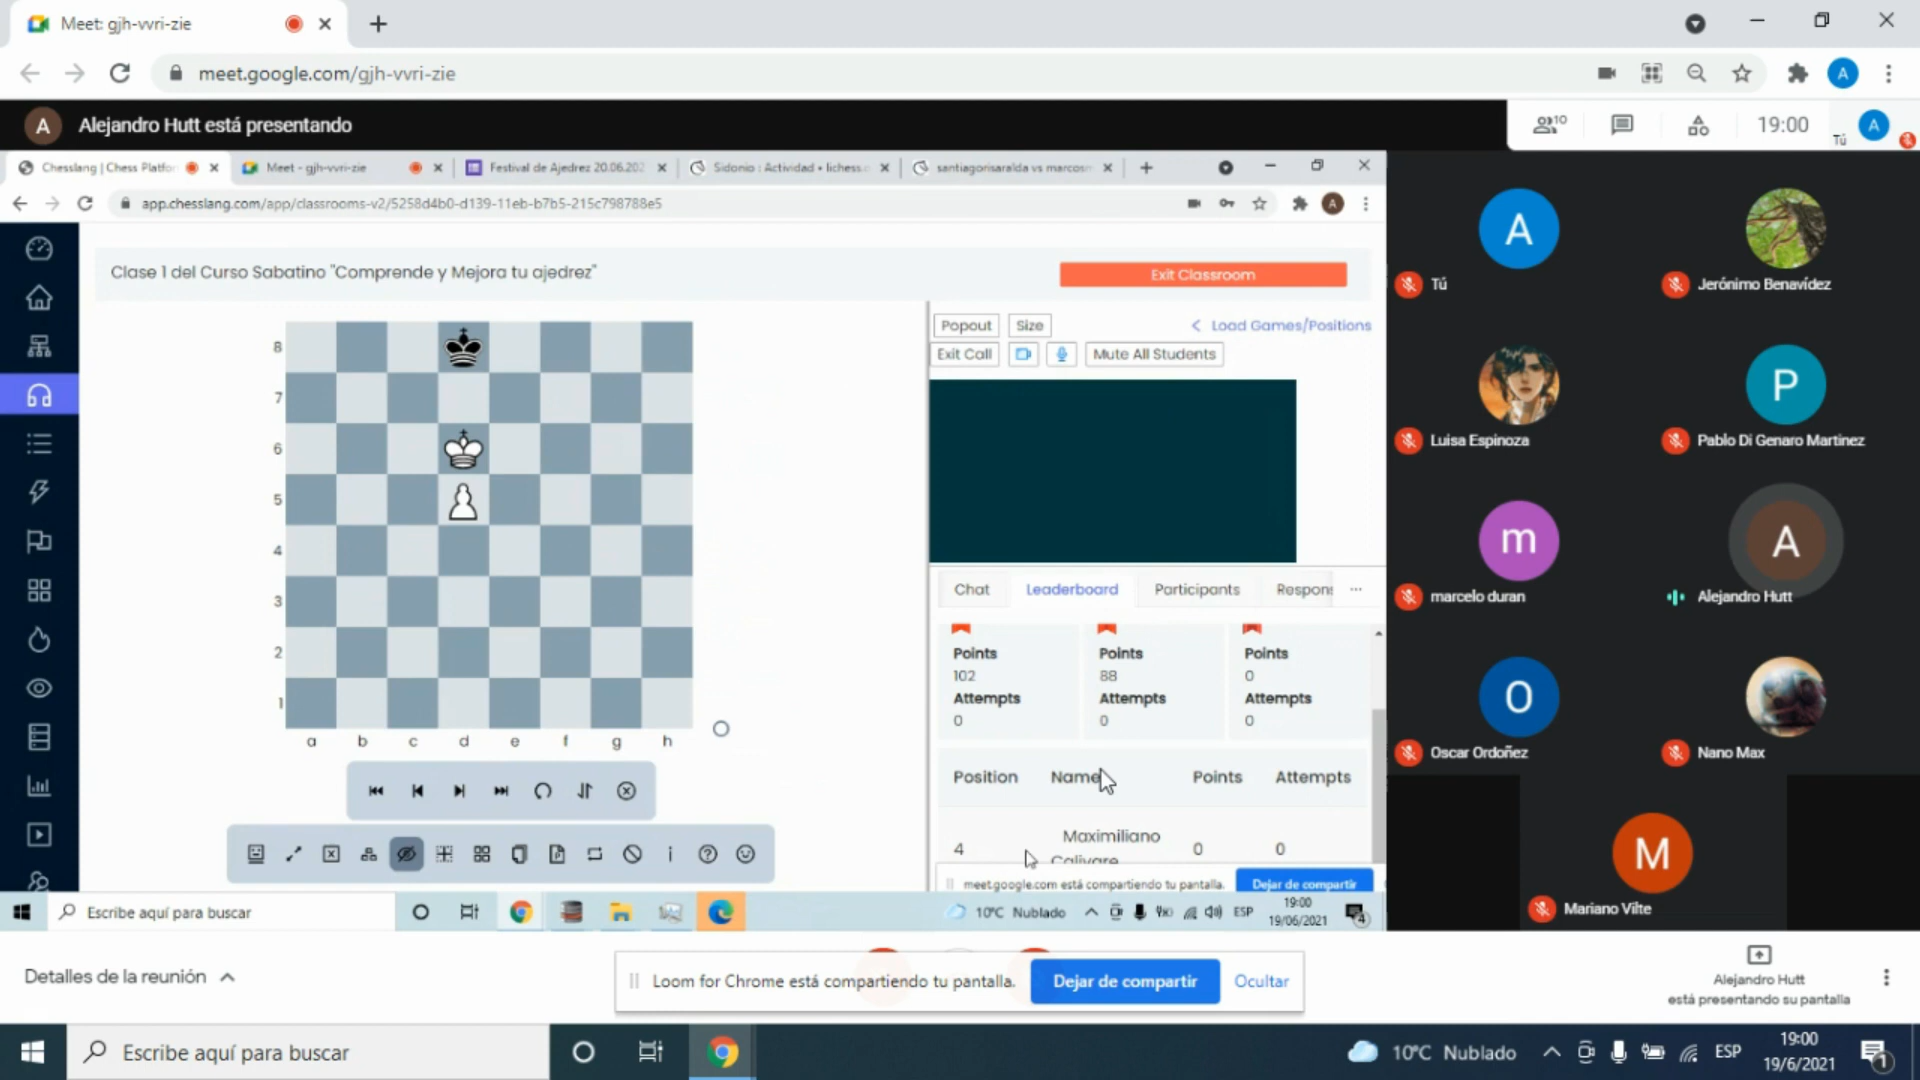 Meet: gjh-vvri-zie
meet.google.com/gjh-vvri-zie
A
A Alejandro Hutt está presentando
10
19:00
Tú
A
Chesslang | Chess Platfor
Meet - gjh-vvri-zie
Festival de Ajedrez 20.06.202
Sidonio : Actividad • lichess.o
santiagorisaralda vs marcosm
app.chesslang.com/app/classrooms-v2/5258d4b0-d139-11eb-b7b5-215c798788e5
A
Clase 1 del Curso Sabatino "Comprende y Mejora tu ajedrez"
Exit Classroom
Popout
Size
Load Games/Positions
Exit Call
Mute All Students
8
7
6
5
4
3
2
1
a b c d e f g h
Chat
Leaderboard
Participants
Respons
Points
102
Attempts
0
Points
88
Attempts
0
Points
0
Attempts
0
Position Name Points Attempts
4 Maximiliano 0 0
meet.google.com está compartiendo tu pantalla.
Dejar de compartir
Escribe aquí para buscar
10°C Nublado
ESP
19:00
19/06/2021
4
A
Tú
Jerónimo Benavídez
Luisa Espinoza
P
Pablo Di Genaro Martinez
m
marcelo duran
A
Alejandro Hutt
O
Oscar Ordoñez
Nano Max
M
Mariano Vilte
Detalles de la reunión
Loom for Chrome está compartiendo tu pantalla.
Dejar de compartir
Ocultar
Alejandro Hutt
está presentando su pantalla
Escribe aquí para buscar
10°C Nublado
ESP
19:00
19/6/2021
1